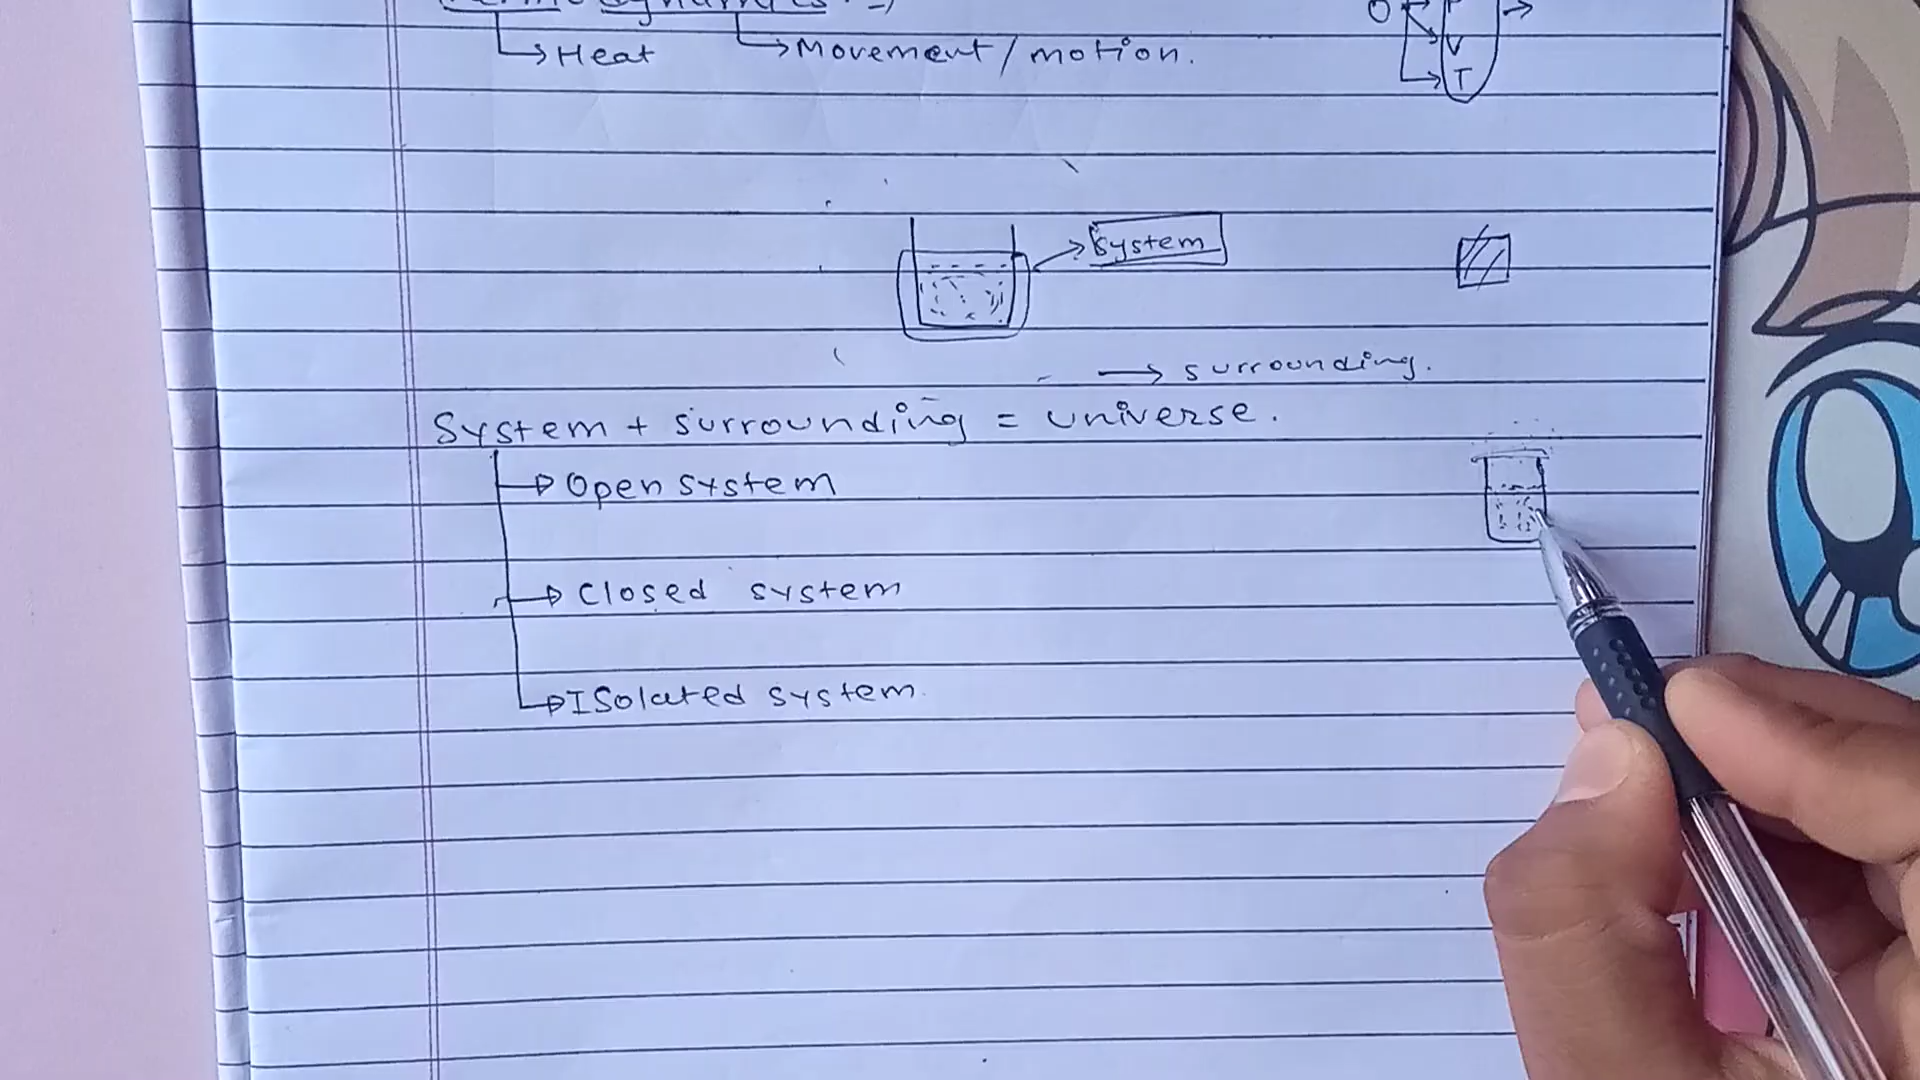 → Heat → Movement / motion.
P
V
T
→ System
→ surrounding.
System + surrounding = universe.
→ Open system
→ Closed system
→ ISolated system.